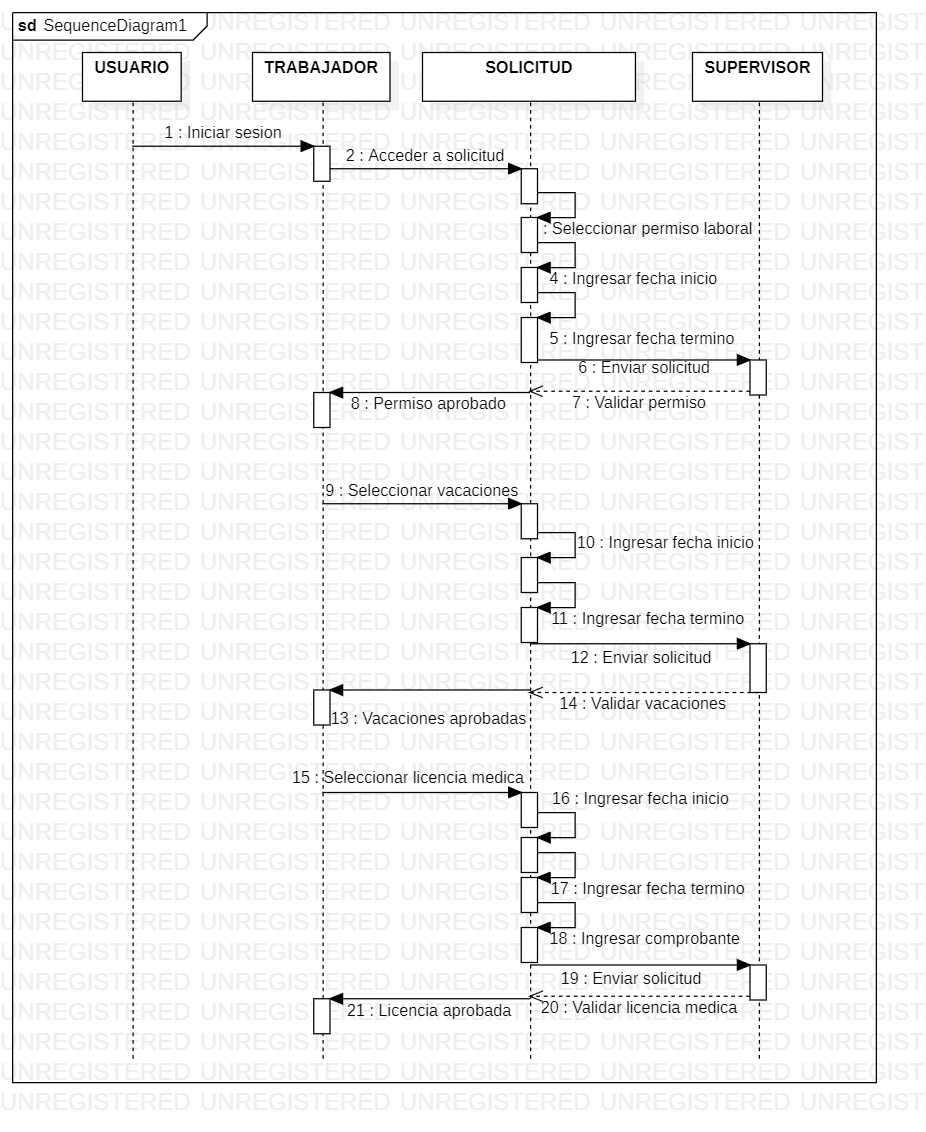 sd SequenceDiagram1
USUARIO
TRABAJADOR
SOLICITUD
SUPERVISOR
1 : Iniciar sesion
2 : Acceder a solicitud
: Seleccionar permiso laboral
4 : Ingresar fecha inicio
5 : Ingresar fecha termino
6 : Enviar solicitud
8 : Permiso aprobado
7 : Validar permiso
9 : Seleccionar vacaciones
10 : Ingresar fecha inicio
11 : Ingresar fecha termino
12 : Enviar solicitud
14 : Validar vacaciones
13 : Vacaciones aprobadas
15 : Seleccionar licencia medica
16 : Ingresar fecha inicio
17 : Ingresar fecha termino
18 : Ingresar comprobante
19 : Enviar solicitud
21 : Licencia aprobada
20 : Validar licencia medica
UNREGISTERED